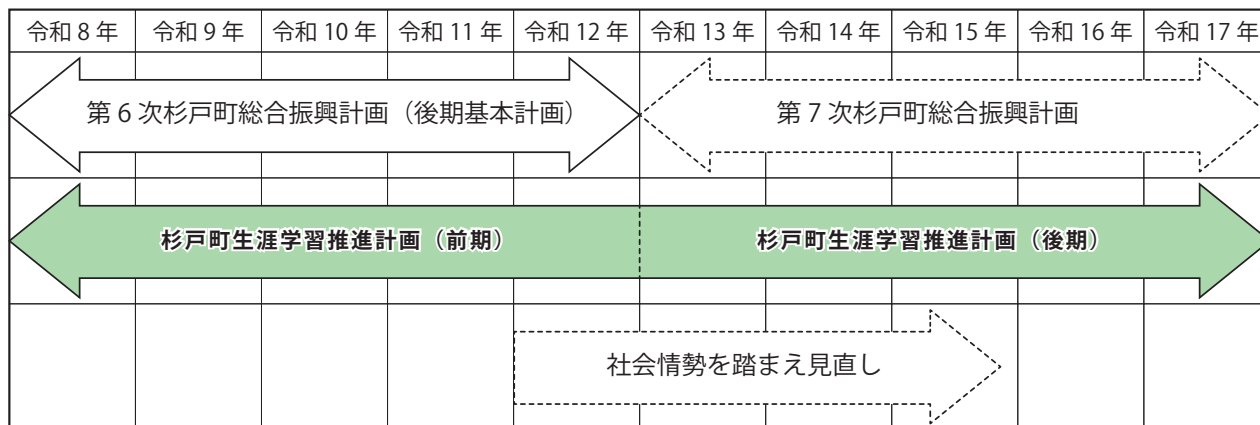 令和 8 年 令和 9 年 令和 10 年 令和 11 年 令和 12 年 令和 13 年 令和 14 年 令和 15 年 令和 16 年 令和 17 年
第 6 次杉戸町総合振興計画（後期基本計画） 第 7 次杉戸町総合振興計画
杉戸町生涯学習推進計画（前期） 杉戸町生涯学習推進計画（後期）
社会情勢を踏まえ見直し